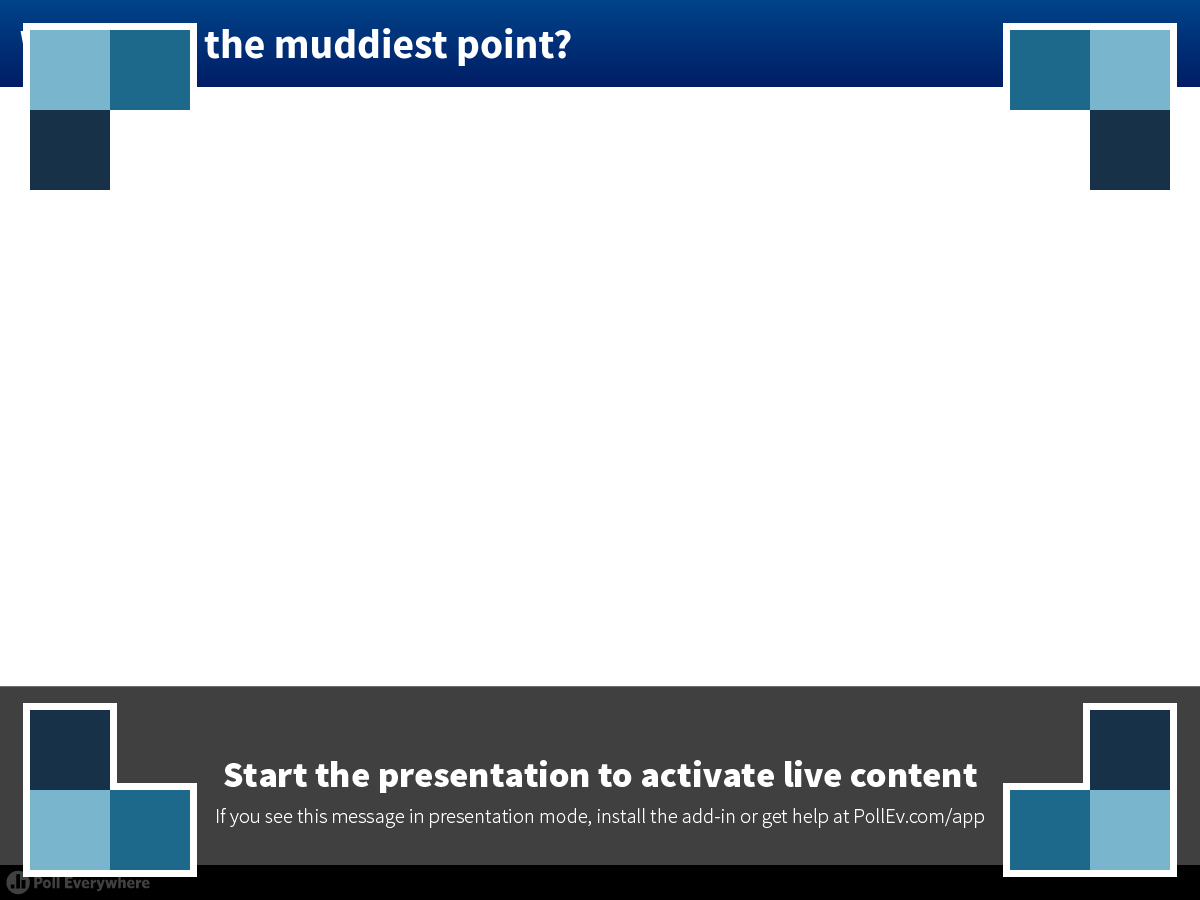 the muddiest point?
Start the presentation to activate live content
If you see this message in presentation mode, install the add-in or get help at PollEv.com/app
Poll Everywhere